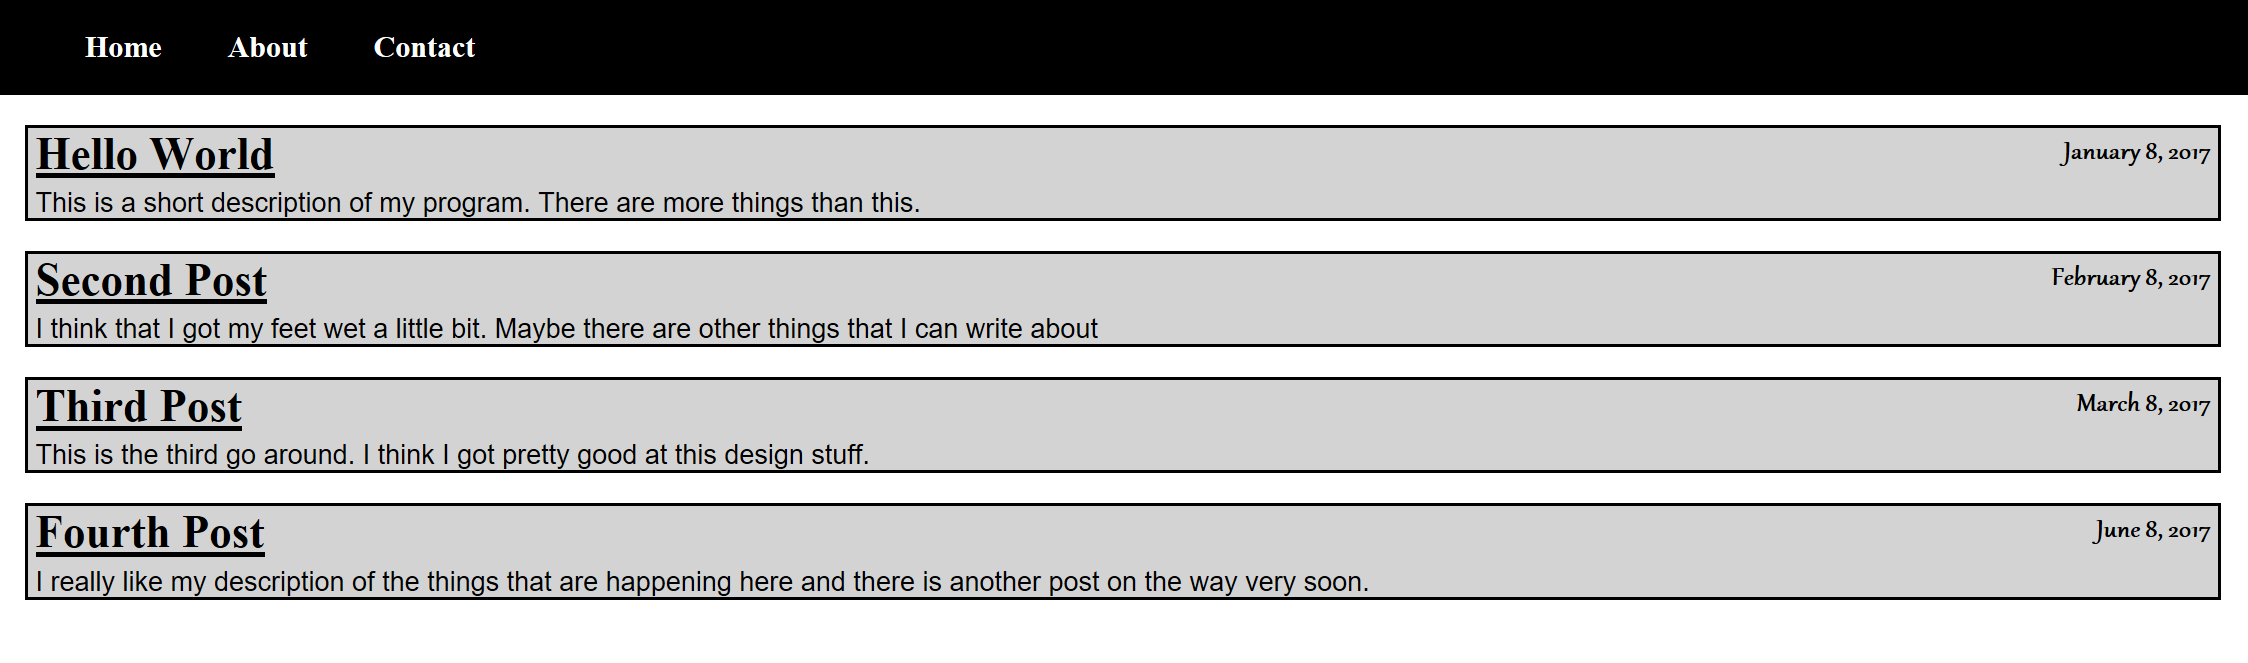 Home About Contact
Hello World January 8, 2017
This is a short description of my program. There are more things than this.
Second Post February 8, 2017
I think that I got my feet wet a little bit. Maybe there are other things that I can write about
Third Post March 8, 2017
This is the third go around. I think I got pretty good at this design stuff.
Fourth Post June 8, 2017
I really like my description of the things that are happening here and there is another post on the way very soon.